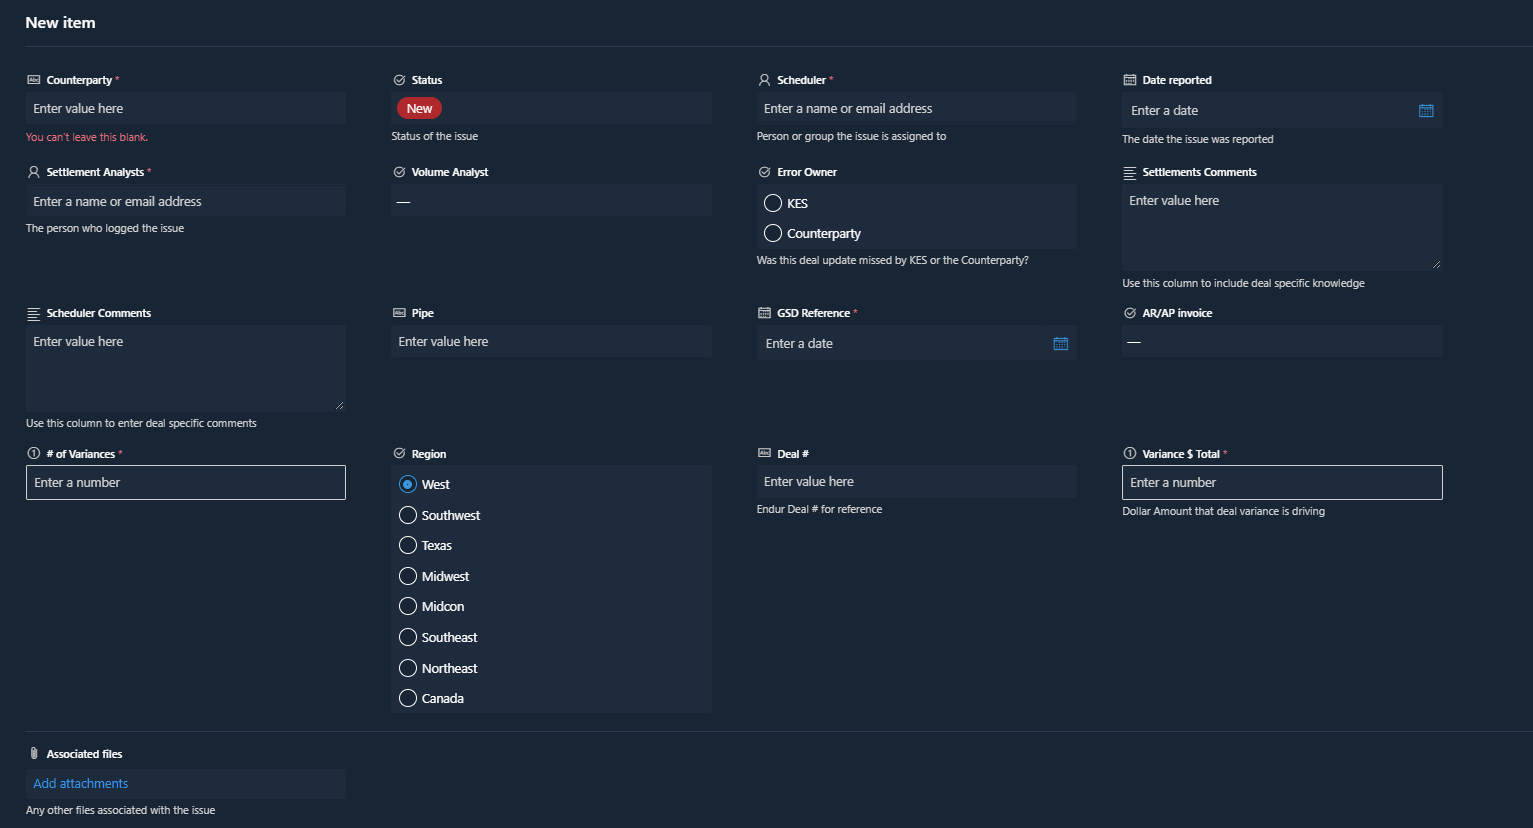 New item
Abc Counterparty *
Enter value here
You can't leave this blank.
Status
New
Status of the issue
Scheduler *
Enter a name or email address
Person or group the issue is assigned to
Date reported
Enter a date
The date the issue was reported
Settlement Analysts *
Enter a name or email address
The person who logged the issue
Volume Analyst
—
Error Owner
KES
Counterparty
Was this deal update missed by KES or the Counterparty?
Settlements Comments
Enter value here
Use this column to include deal specific knowledge
Scheduler Comments
Enter value here
Use this column to enter deal specific comments
Abc Pipe
Enter value here
GSD Reference *
Enter a date
AR/AP invoice
—
1 # of Variances *
Enter a number
Region
West
Southwest
Texas
Midwest
Midcon
Southeast
Northeast
Canada
Abc Deal #
Enter value here
Endur Deal # for reference
1 Variance $ Total *
Enter a number
Dollar Amount that deal variance is driving
Associated files
Add attachments
Any other files associated with the issue